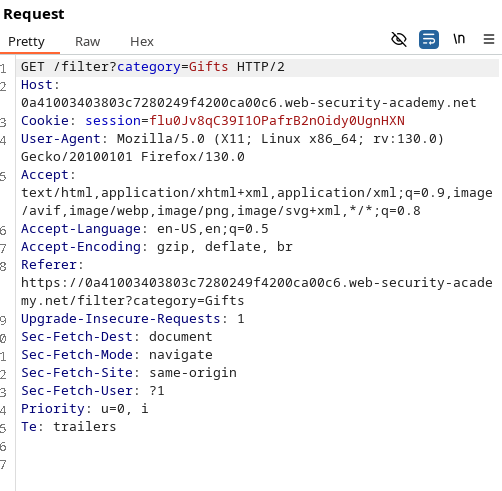 Request
Pretty Raw Hex \n
1 GET /filter?category=Gifts HTTP/2
2 Host:
0a41003403803c7280249f4200ca00c6.web-security-academy.net
3 Cookie: session=flu0Jv8qC39I1OPafrB2nOidy0UgnHXN
4 User-Agent: Mozilla/5.0 (X11; Linux x86_64; rv:130.0)
Gecko/20100101 Firefox/130.0
5 Accept:
text/html,application/xhtml+xml,application/xml;q=0.9,image
/avif,image/webp,image/png,image/svg+xml,*/*;q=0.8
6 Accept-Language: en-US,en;q=0.5
7 Accept-Encoding: gzip, deflate, br
8 Referer:
https://0a41003403803c7280249f4200ca00c6.web-security-acade
my.net/filter?category=Gifts
9 Upgrade-Insecure-Requests: 1
0 Sec-Fetch-Dest: document
1 Sec-Fetch-Mode: navigate
2 Sec-Fetch-Site: same-origin
3 Sec-Fetch-User: ?1
4 Priority: u=0, i
5 Te: trailers
6
7